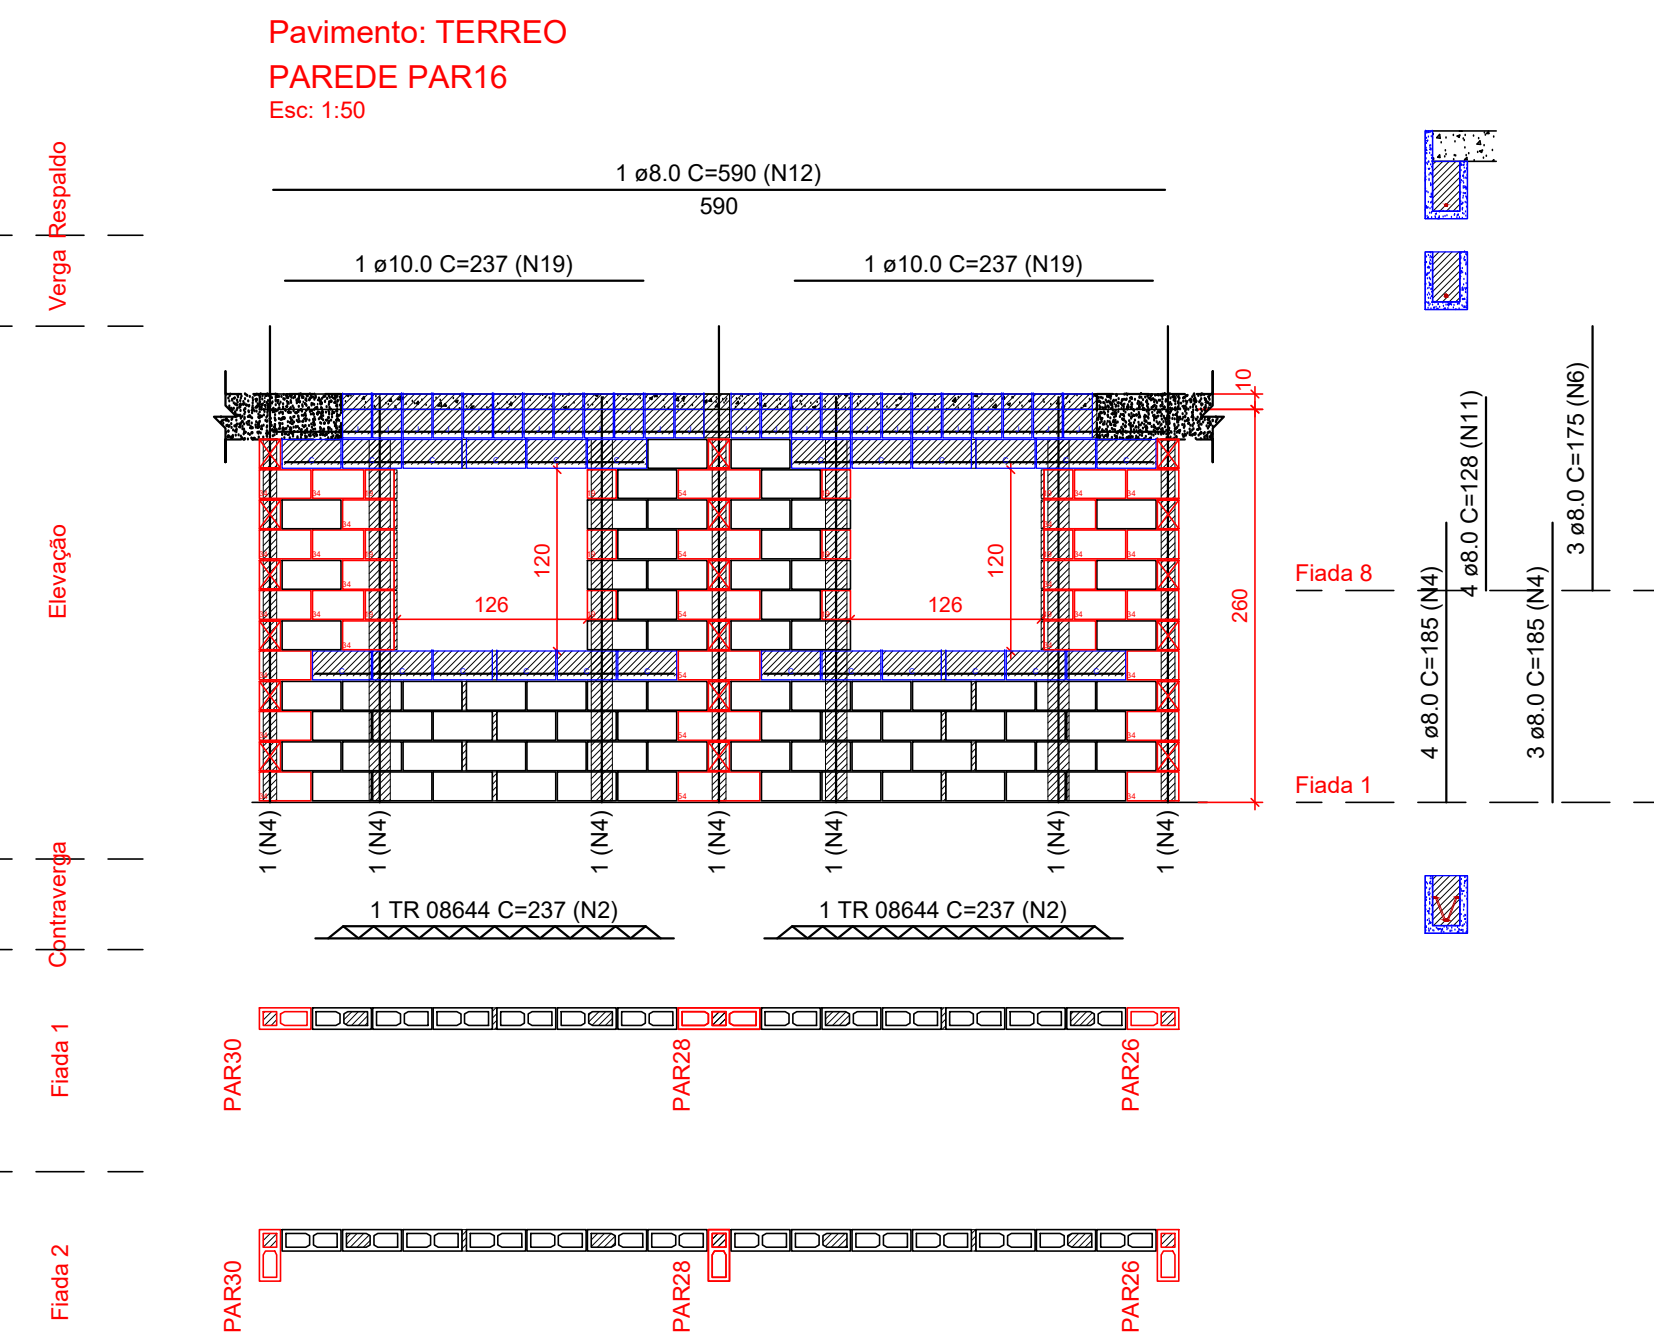 Pavimento: TERREO
PAREDE PAR16
Esc: 1:50
Respaldo
1 ø8.0 C=590 (N12)
590
Verga
1 ø10.0 C=237 (N19)
1 ø10.0 C=237 (N19)
Elevação
120
126
120
126
10
260
Fiada 8
Fiada 1
4 ø8.0 C=185 (N4)
4 ø8.0 C=128 (N11)
3 ø8.0 C=185 (N4)
3 ø8.0 C=175 (N6)
1 (N4)
1 (N4)
1 (N4)
1 (N4)
1 (N4)
1 (N4)
1 (N4)
Contraverga
1 TR 08644 C=237 (N2)
1 TR 08644 C=237 (N2)
Fiada 1
PAR30
PAR28
PAR26
Fiada 2
PAR30
PAR28
PAR26